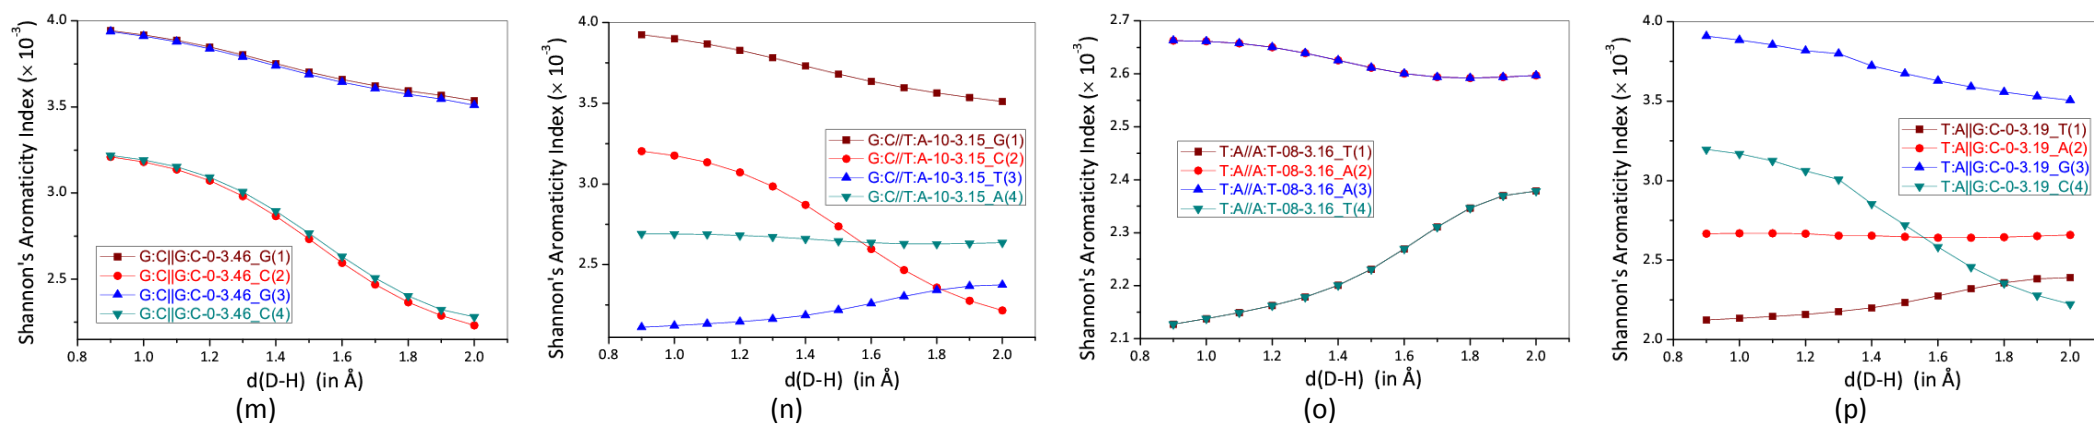 Shannon's Aromaticity Index (× 10⁻³)
4.0
3.5
3.0
2.5
G:C||G:C-0-3.46_G(1)
G:C||G:C-0-3.46_C(2)
G:C||G:C-0-3.46_G(3)
G:C||G:C-0-3.46_C(4)
0.8 1.0 1.2 1.4 1.6 1.8 2.0
d(D-H) (in Å)
(m)
Shannon's Aromaticity Index (× 10⁻³)
4.0
3.5
3.0
2.5
G:C//T:A-10-3.15_G(1)
G:C//T:A-10-3.15_C(2)
G:C//T:A-10-3.15_T(3)
G:C//T:A-10-3.15_A(4)
0.8 1.0 1.2 1.4 1.6 1.8 2.0
d(D-H) (in Å)
(n)
Shannon's Aromaticity Index (× 10⁻³)
2.7
2.6
2.5
2.4
2.3
2.2
2.1
T:A//A:T-08-3.16_T(1)
T:A//A:T-08-3.16_A(2)
T:A//A:T-08-3.16_A(3)
T:A//A:T-08-3.16_T(4)
0.8 1.0 1.2 1.4 1.6 1.8 2.0
d(D-H) (in Å)
(o)
Shannon's Aromaticity Index (× 10⁻³)
4.0
3.5
3.0
2.5
2.0
T:A||G:C-0-3.19_T(1)
T:A||G:C-0-3.19_A(2)
T:A||G:C-0-3.19_G(3)
T:A||G:C-0-3.19_C(4)
0.8 1.0 1.2 1.4 1.6 1.8 2.0
d(D-H) (in Å)
(p)